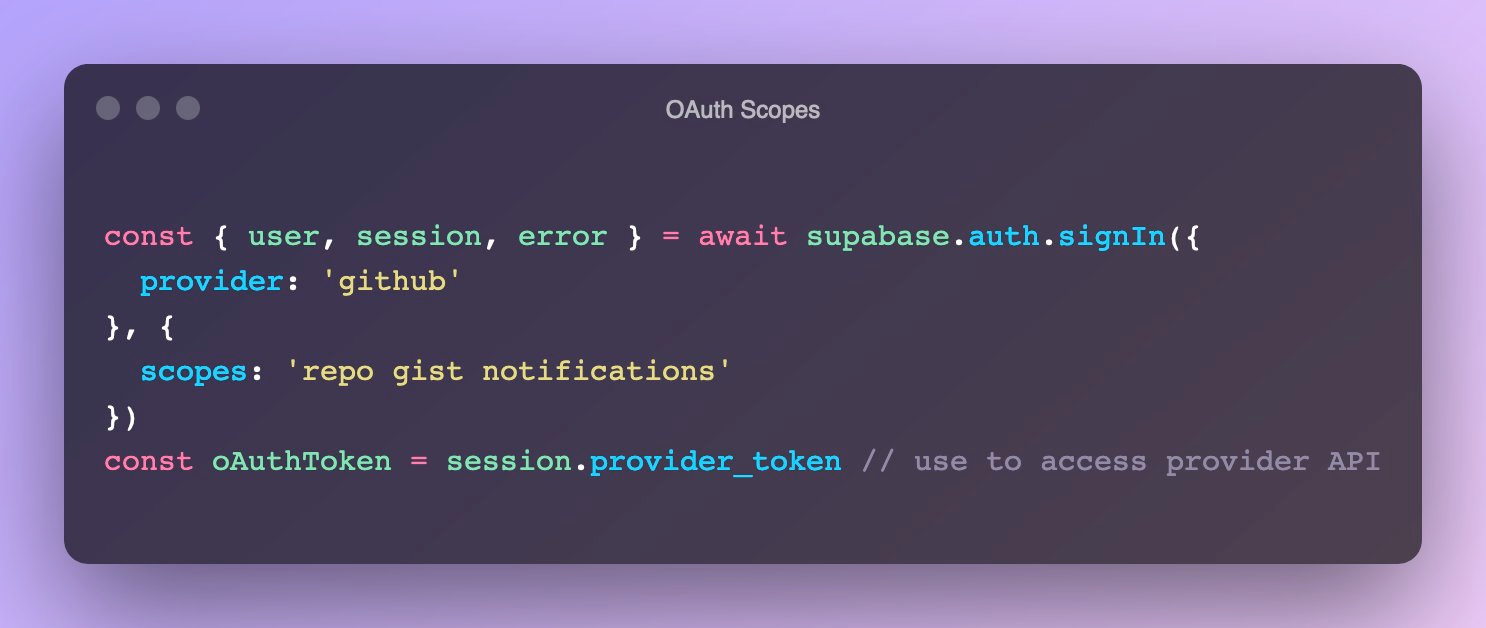 OAuth Scopes
const { user, session, error } = await supabase.auth.signIn({
  provider: 'github'
}, {
  scopes: 'repo gist notifications'
})
const oAuthToken = session.provider_token // use to access provider API